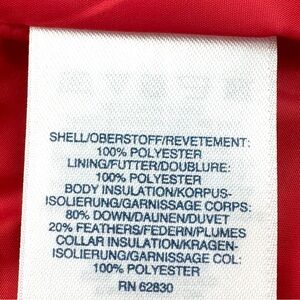 SHELL/OBERSTOFF/REVETEMENT:
100% POLYESTER
LINING/FUTTER/DOUBLURE:
100% POLYESTER
BODY INSULATION/KORPUS-
ISOLIERUNG/GARNISSAGE CORPS:
80% DOWN/DAUNEN/DUVET
20% FEATHERS/FEDERN/PLUMES
COLLAR INSULATION/KRAGEN-
ISOLIERUNG/GARNISSAGE COL:
100% POLYESTER
RN 62830